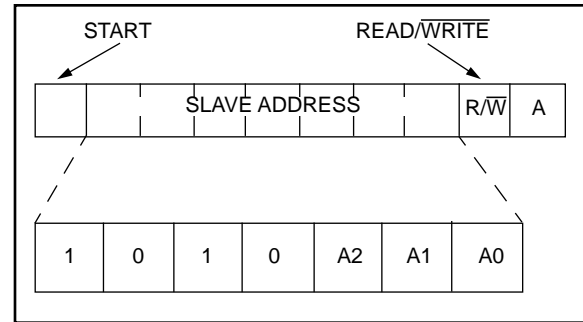 START READ/WRITE
SLAVE ADDRESS R/W A
1 0 1 0 A2 A1 A0